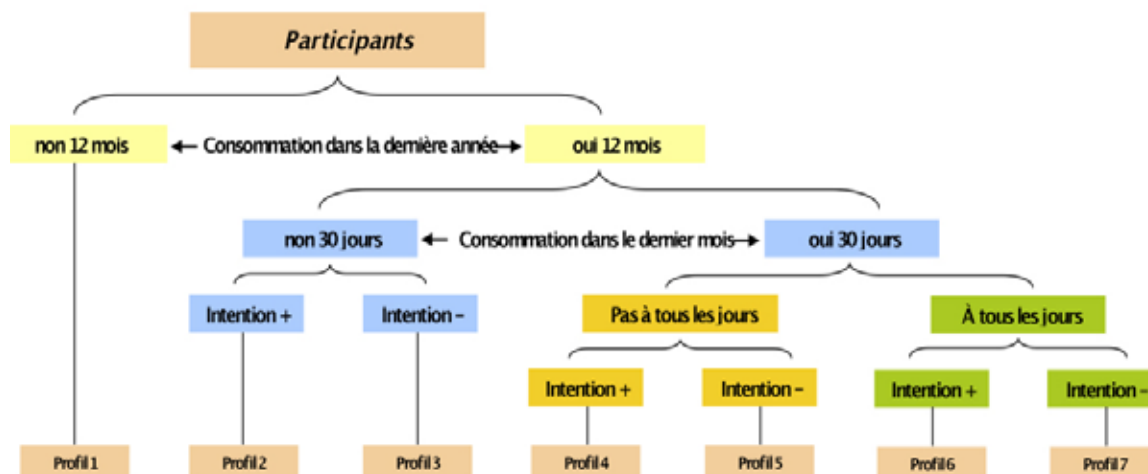 Participants
non 12 mois
Consommation dans la dernière année
oui 12 mois
non 30 jours
Consommation dans le dernier mois
oui 30 jours
Intention +
Intention –
Pas à tous les jours
À tous les jours
Intention +
Intention –
Intention +
Intention –
Profil 1
Profil 2
Profil 3
Profil 4
Profil 5
Profil 6
Profil 7